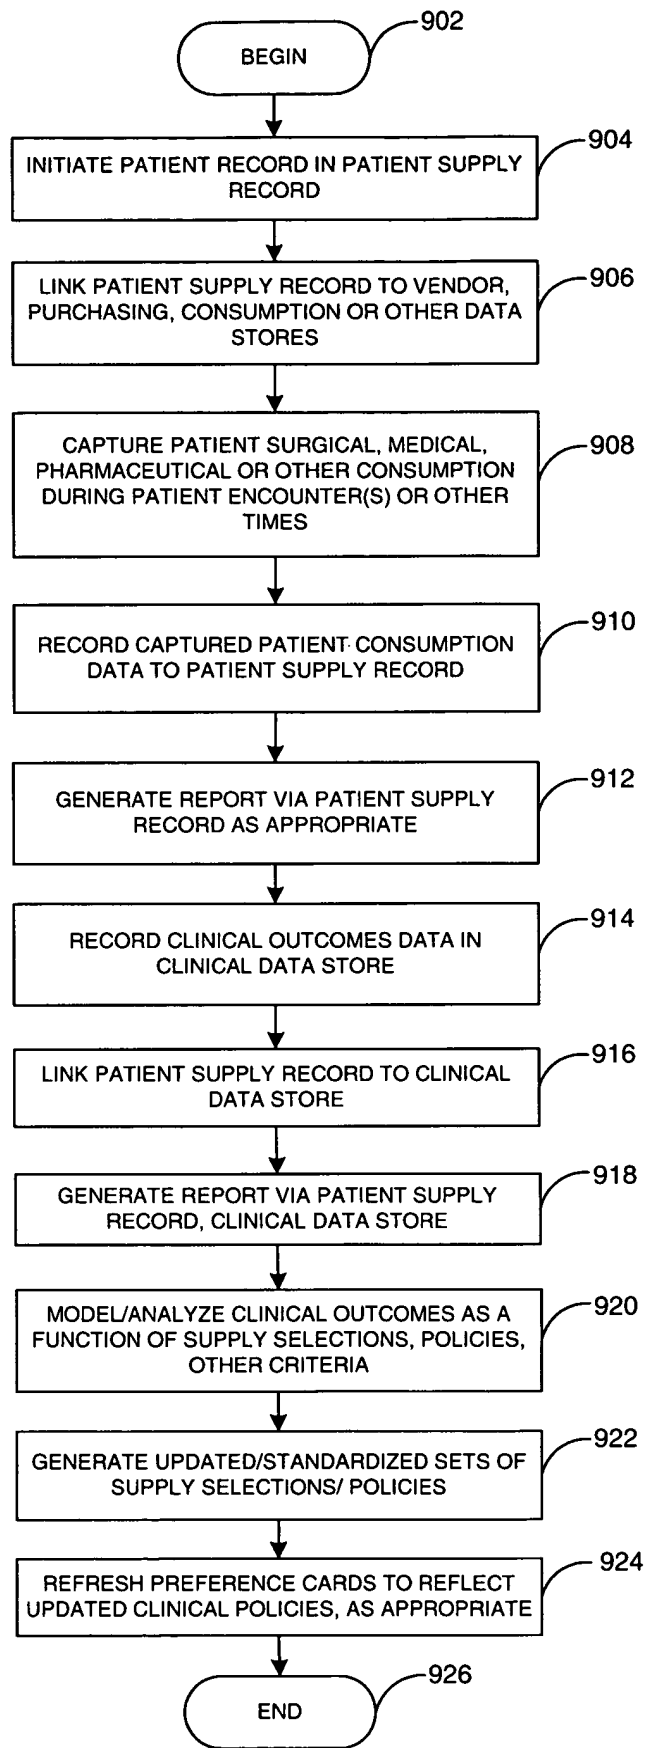 902
BEGIN
904
INITIATE PATIENT RECORD IN PATIENT SUPPLY
RECORD
906
LINK PATIENT SUPPLY RECORD TO VENDOR,
PURCHASING, CONSUMPTION OR OTHER DATA
STORES
908
CAPTURE PATIENT SURGICAL, MEDICAL,
PHARMACEUTICAL OR OTHER CONSUMPTION
DURING PATIENT ENCOUNTER(S) OR OTHER
TIMES
910
RECORD CAPTURED PATIENT CONSUMPTION
DATA TO PATIENT SUPPLY RECORD
912
GENERATE REPORT VIA PATIENT SUPPLY
RECORD AS APPROPRIATE
914
RECORD CLINICAL OUTCOMES DATA IN
CLINICAL DATA STORE
916
LINK PATIENT SUPPLY RECORD TO CLINICAL
DATA STORE
918
GENERATE REPORT VIA PATIENT SUPPLY
RECORD, CLINICAL DATA STORE
920
MODEL/ANALYZE CLINICAL OUTCOMES AS A
FUNCTION OF SUPPLY SELECTIONS, POLICIES,
OTHER CRITERIA
922
GENERATE UPDATED/STANDARDIZED SETS OF
SUPPLY SELECTIONS/ POLICIES
924
REFRESH PREFERENCE CARDS TO REFLECT
UPDATED CLINICAL POLICIES, AS APPROPRIATE
926
END